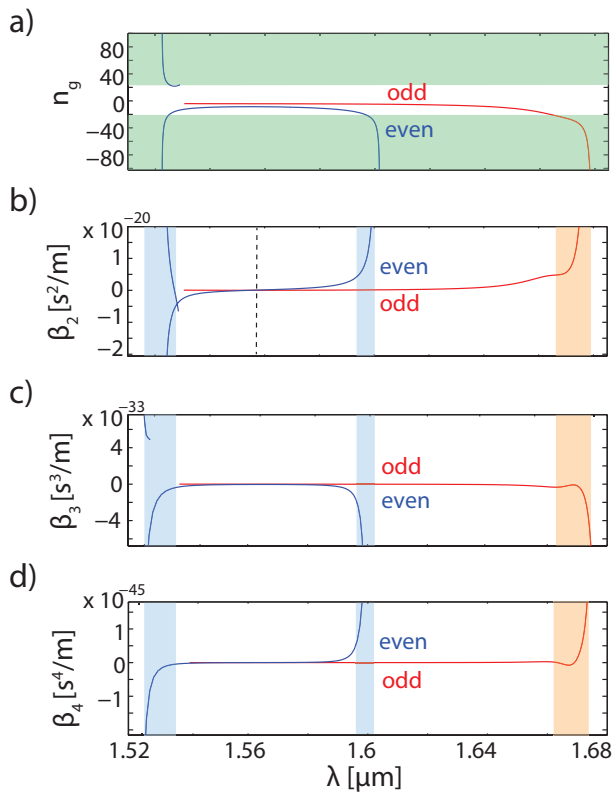 a)
80
40
0
−40
−80
n_g
odd
even
b)
x 10^−20
1
0
−1
−2
β_2 [s^2/m]
even
odd
c)
x 10^−33
4
0
−4
β_3 [s^3/m]
odd
even
d)
x 10^−45
1
0
−1
β_4 [s^4/m]
even
odd
1.52 1.56 1.6 1.64 1.68
λ [μm]